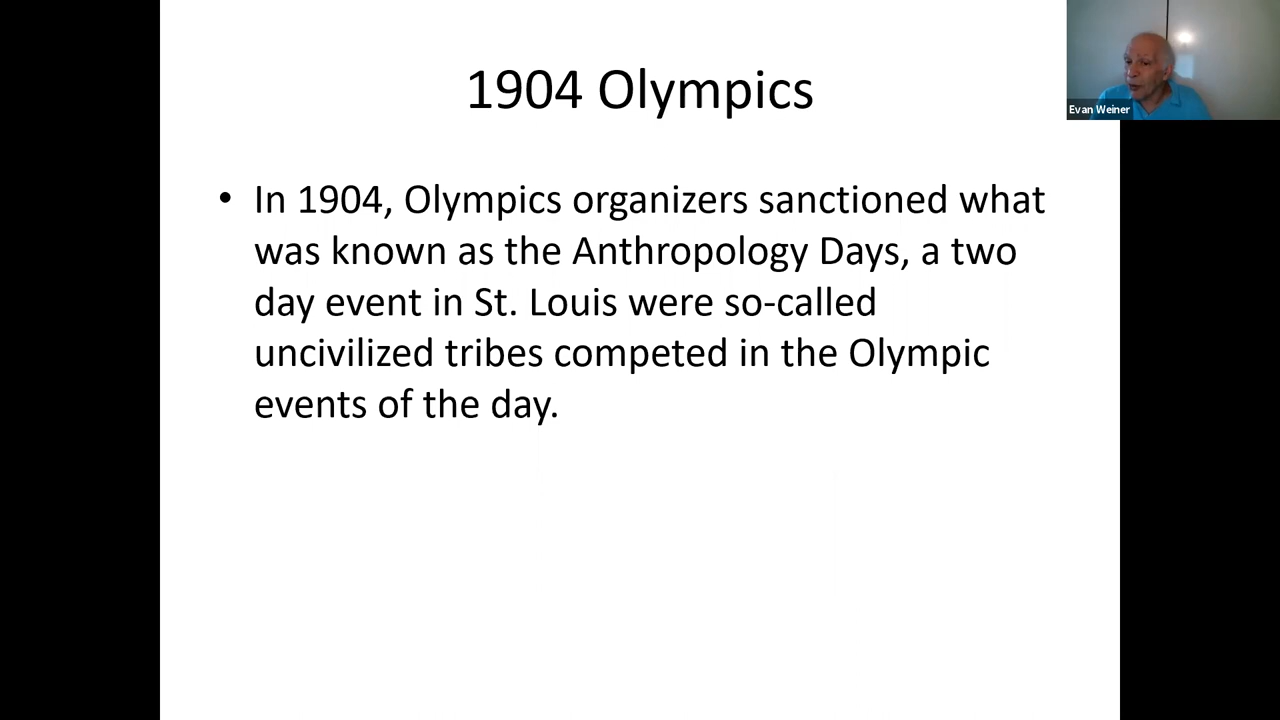 1904 Olympics
Evan Weiner
• In 1904, Olympics organizers sanctioned what
was known as the Anthropology Days, a two
day event in St. Louis were so-called
uncivilized tribes competed in the Olympic
events of the day.